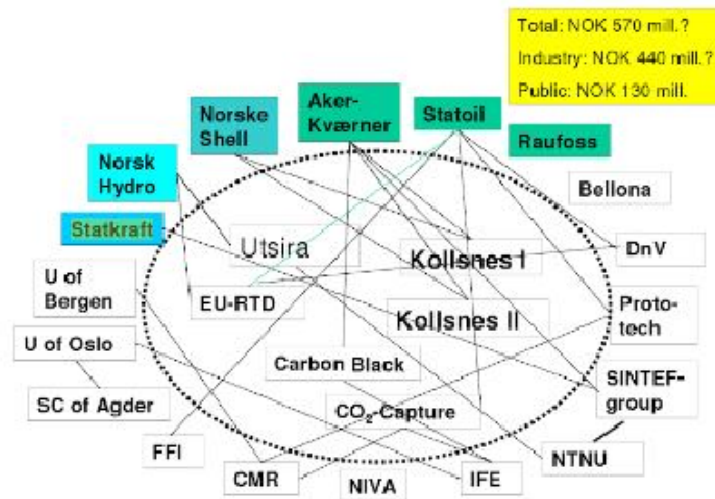 Total: NOK 570 mill.?
Industry: NOK 440 mill.?
Public: NOK 130 mill.
Aker-
Kværner
Statoil
Norske
Shell
Raufoss
Norsk
Hydro
Bellona
Statkraft
Utsira
Kollsnes I
DnV
U of
Bergen
EU-RTD
Kollsnes II
Proto-
tech
U of Oslo
Carbon Black
SINTEF-
group
SC of Agder
CO₂-Capture
FFI
CMR
NIVA
IFE
NTNU